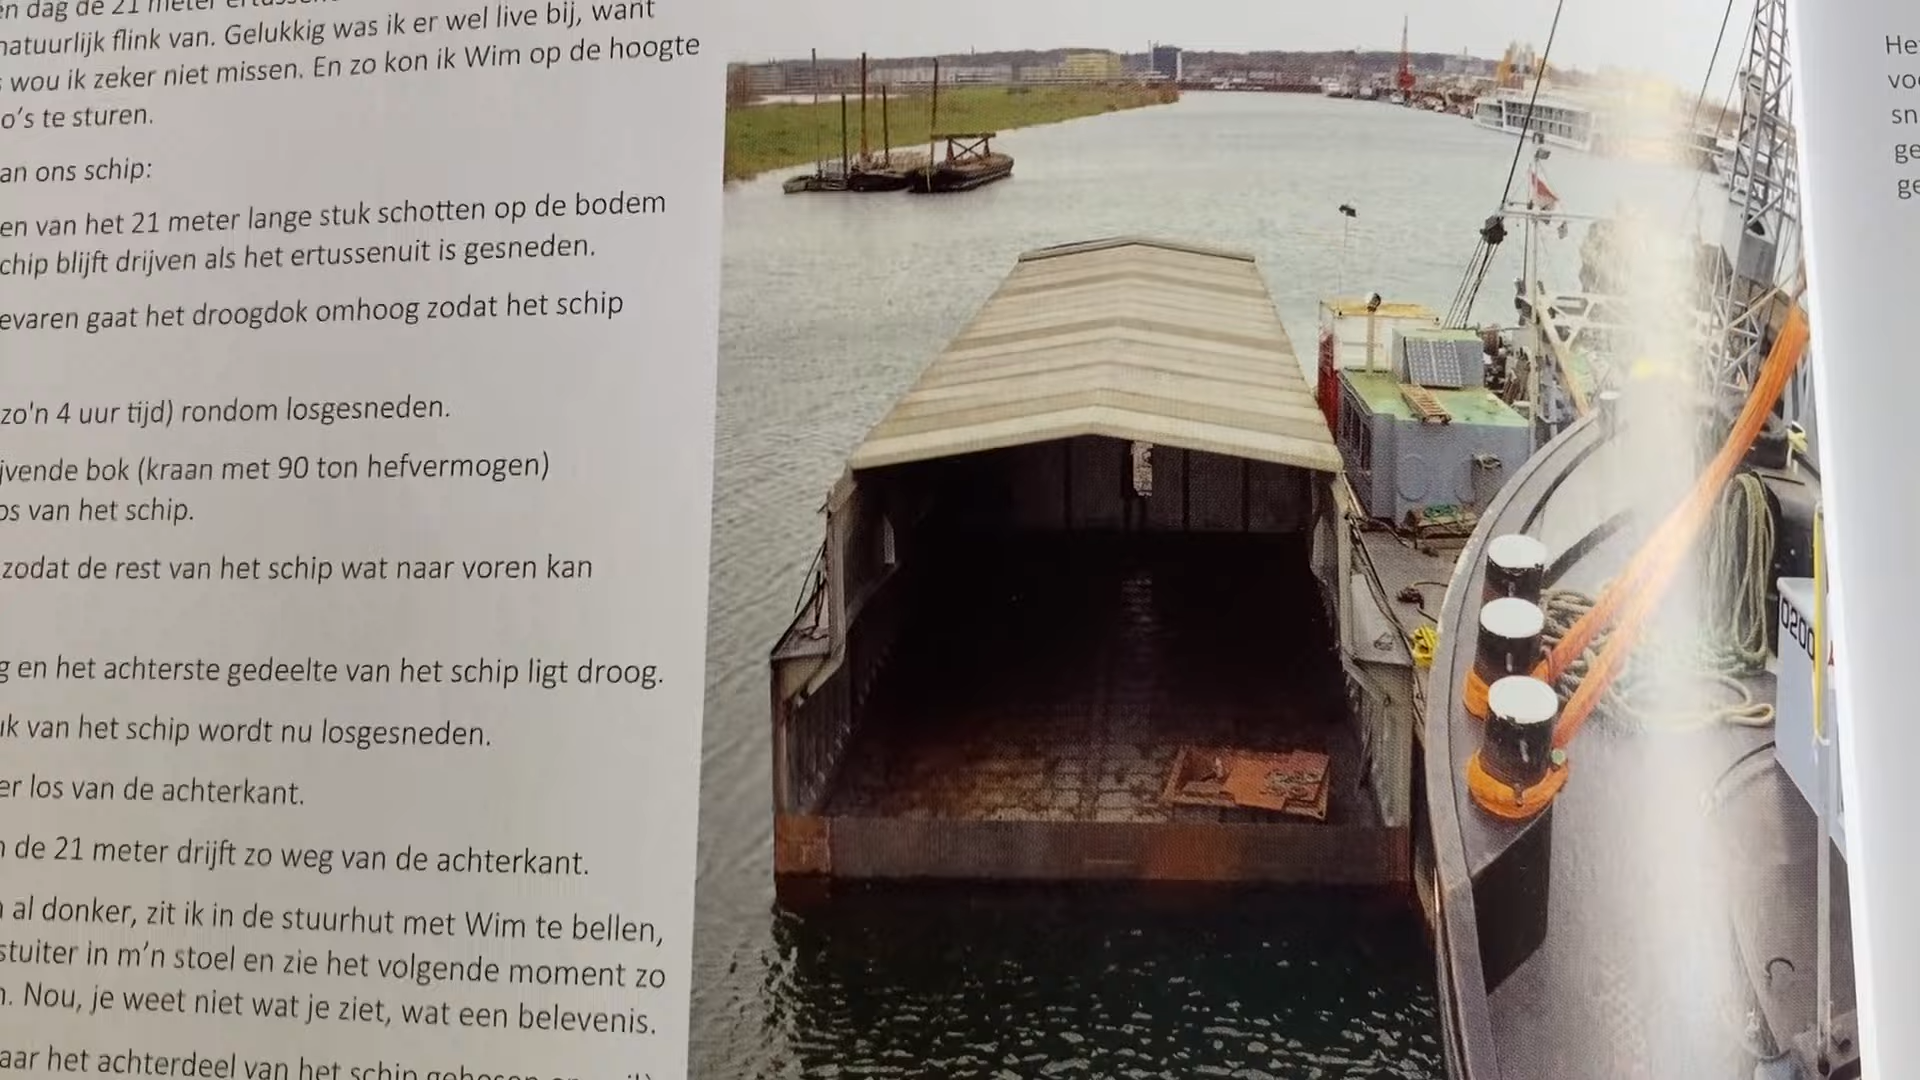 dag de 21 meter
natuurlijk flink van. Gelukkig was ik er wel live bij, want
wou ik zeker niet missen. En zo kon ik Wim op de hoogte
o's te sturen.
an ons schip:
en van het 21 meter lange stuk schotten op de bodem
chip blijft drijven als het ertussenuit is gesneden.
evaren gaat het droogdok omhoog zodat het schip
zo'n 4 uur tijd) rondom losgesneden.
jvende bok (kraan met 90 ton hefvermogen)
os van het schip.
zodat de rest van het schip wat naar voren kan
g en het achterste gedeelte van het schip ligt droog.
uk van het schip wordt nu losgesneden.
er los van de achterkant.
de 21 meter drijft zo weg van de achterkant.
al donker, zit ik in de stuurhut met Wim te bellen,
stuiter in m'n stoel en zie het volgende moment zo
n. Nou, je weet niet wat je ziet, wat een belevenis.
aar het achterdeel van het schip
He
voo
sn
ge
ge